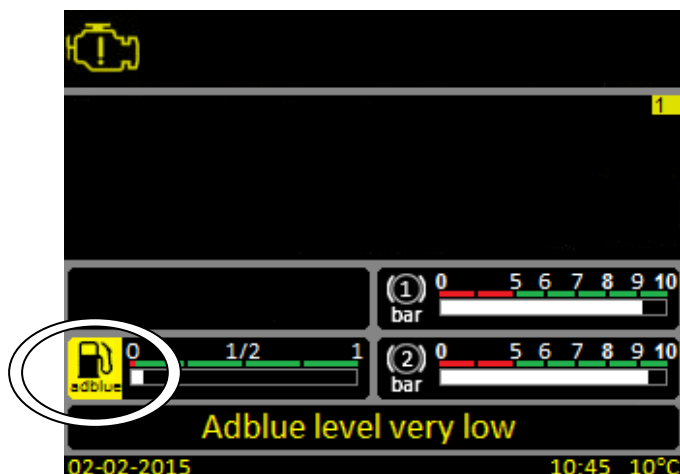 1
1 0 5 6 7 8 9 10
bar
adblue 0 1/2 1
2 0 5 6 7 8 9 10
bar
Adblue level very low
02-02-2015 10:45 10°C